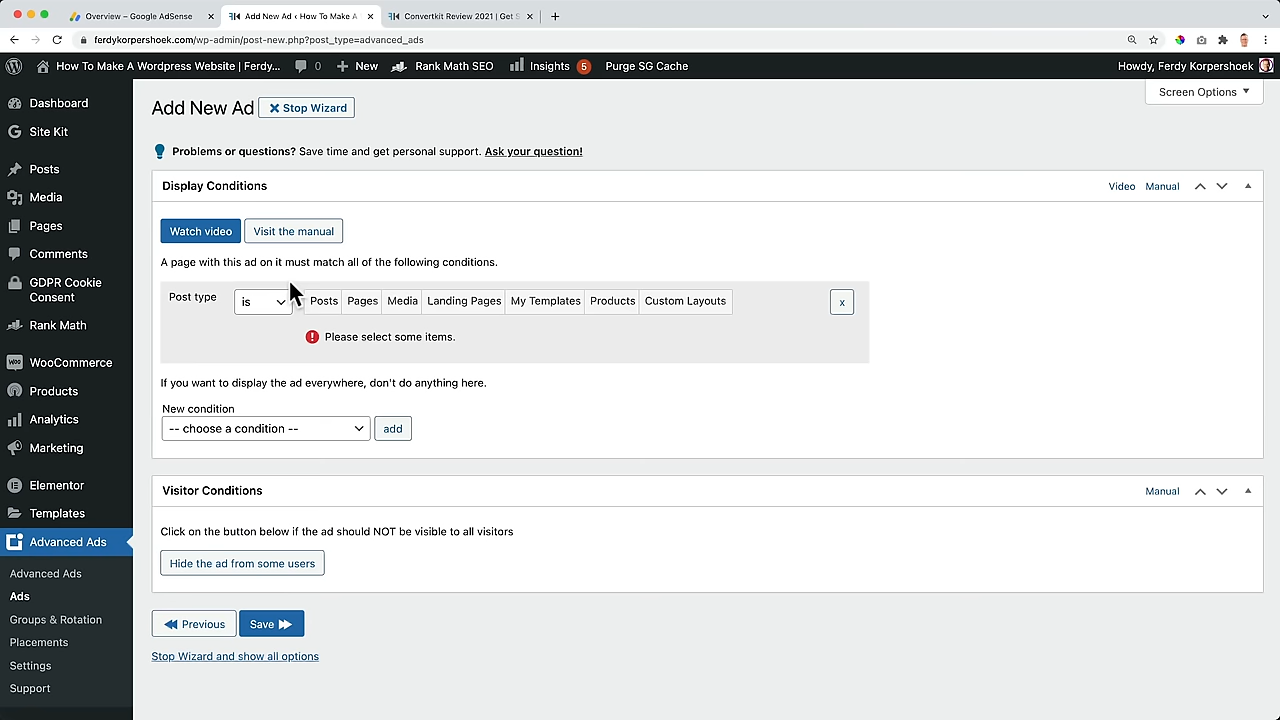 Overview – Google AdSense
Add New Ad ‹ How To Make A
Convertkit Review 2021 | Get S
ferdykorpershoek.com/wp-admin/post-new.php?post_type=advanced_ads
How To Make A Wordpress Website | Ferdy...
0
New
Rank Math SEO
Insights
5
Purge SG Cache
Howdy, Ferdy Korpershoek
Dashboard
Site Kit
Posts
Media
Pages
Comments
GDPR Cookie
Consent
Rank Math
WooCommerce
Products
Analytics
Marketing
Elementor
Templates
Advanced Ads
Advanced Ads
Ads
Groups & Rotation
Placements
Settings
Support
Add New Ad
Stop Wizard
Screen Options
Problems or questions? Save time and get personal support. Ask your question!
Display Conditions
Video
Manual
Watch video
Visit the manual
A page with this ad on it must match all of the following conditions.
Post type
is
Posts
Pages
Media
Landing Pages
My Templates
Products
Custom Layouts
x
Please select some items.
If you want to display the ad everywhere, don't do anything here.
New condition
-- choose a condition --
add
Visitor Conditions
Manual
Click on the button below if the ad should NOT be visible to all visitors
Hide the ad from some users
Previous
Save
Stop Wizard and show all options